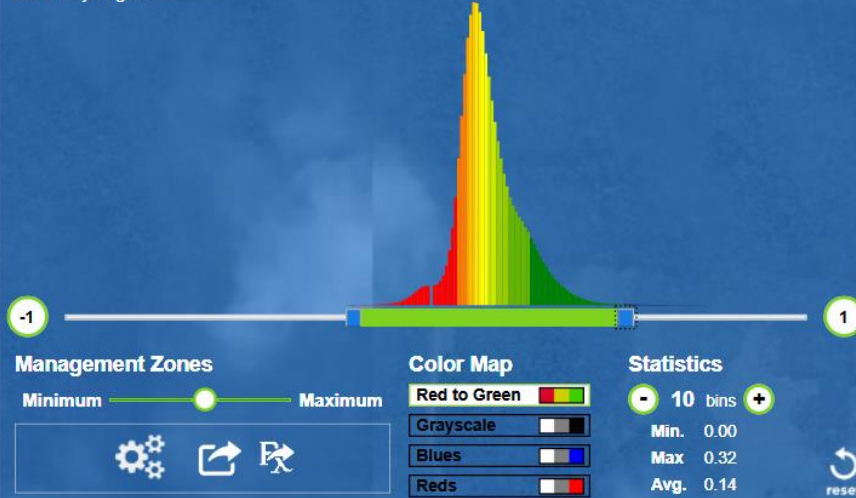 -1
1
Management Zones
Minimum
Maximum
Color Map
Red to Green
Grayscale
Blues
Reds
Statistics
- 10 bins +
Min. 0.00
Max 0.32
Avg. 0.14